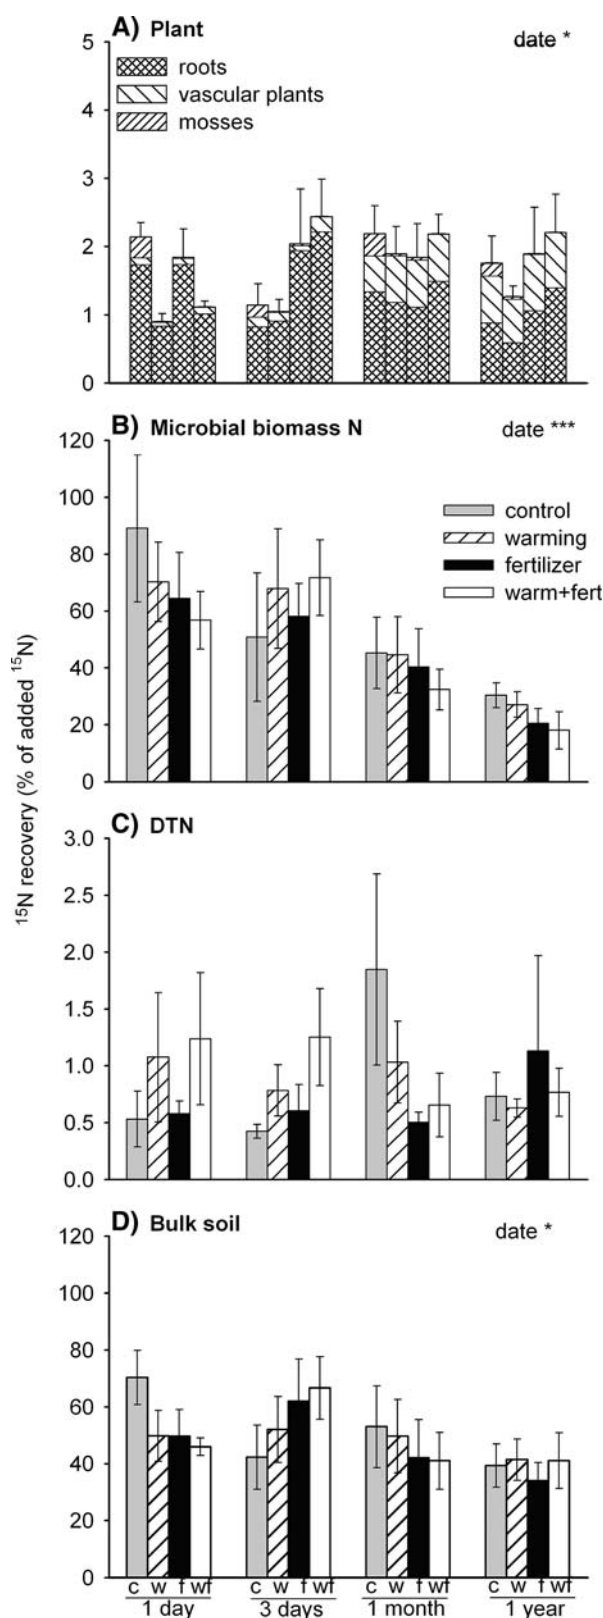 A) Plant
date *
5
4
3
2
1
0
roots
vascular plants
mosses
B) Microbial biomass N
date ***
120
100
80
60
40
20
0
control
warming
fertilizer
warm+fert
¹⁵N recovery (% of added ¹⁵N)
C) DTN
3.0
2.5
2.0
1.5
1.0
0.5
0.0
D) Bulk soil
date *
120
100
80
60
40
20
0
c w f wf c w f wf c w f wf c w f wf
1 day 3 days 1 month 1 year